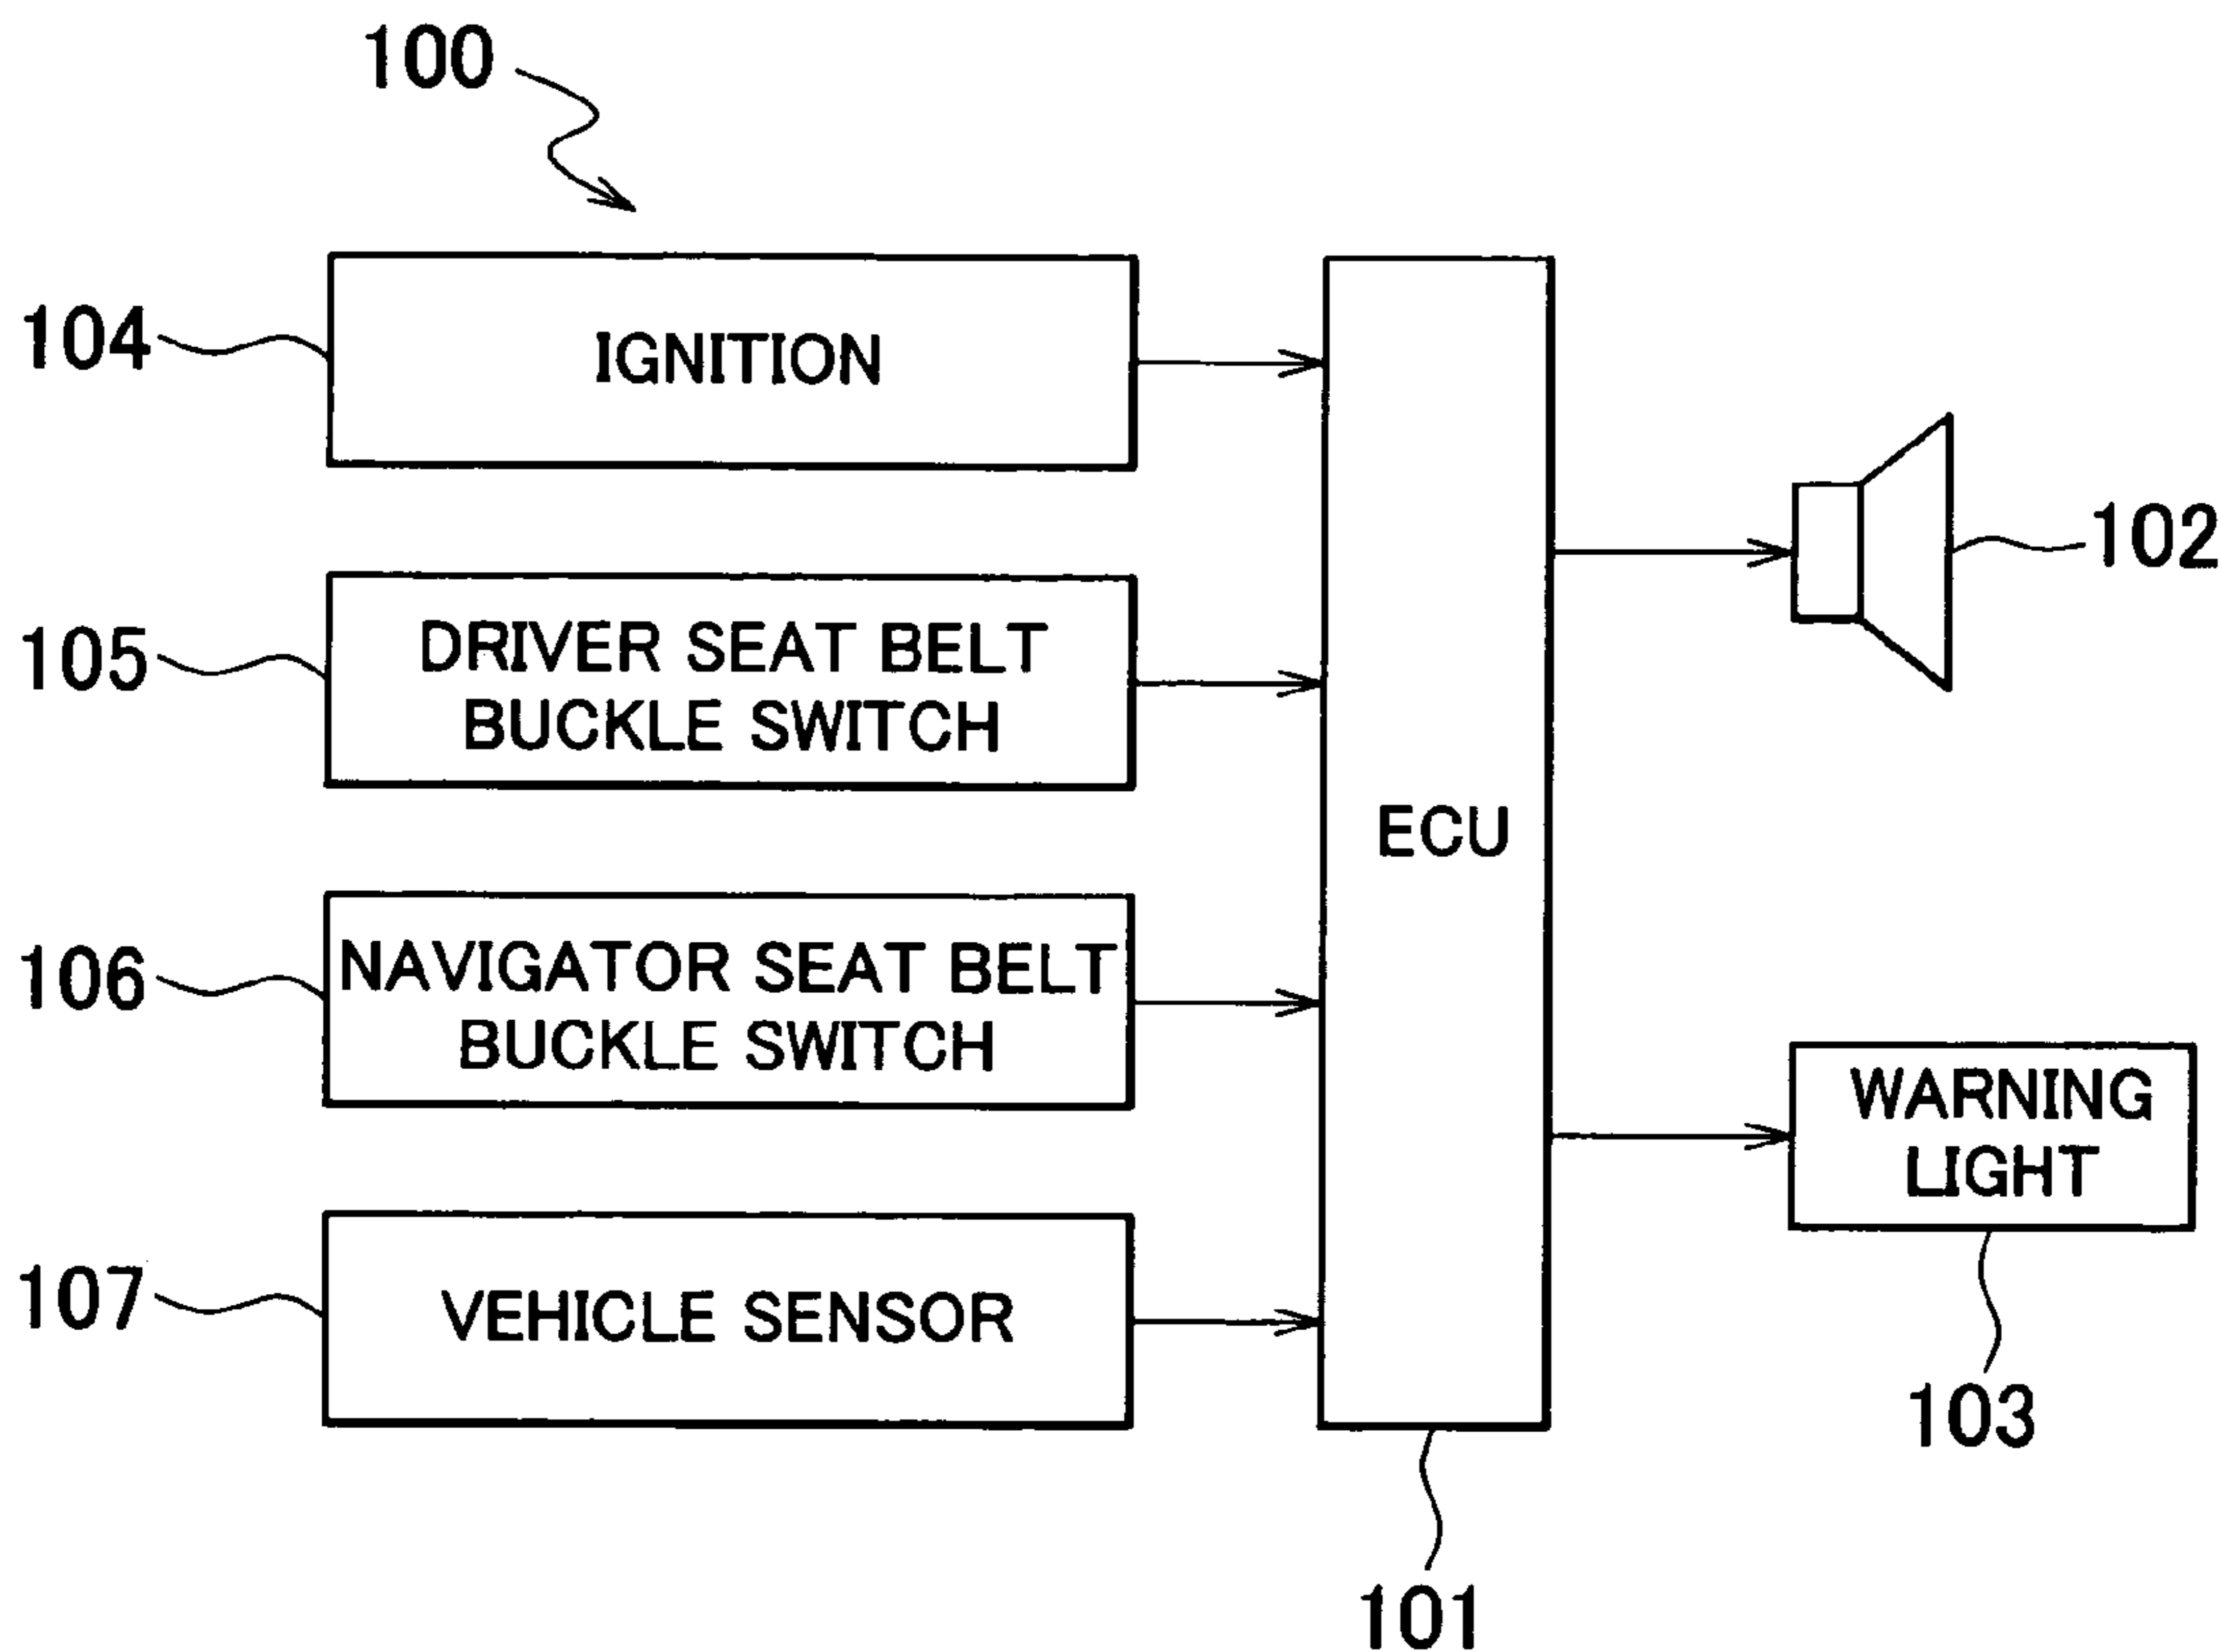 100
104
IGNITION
102
105
DRIVER SEAT BELT
BUCKLE SWITCH
ECU
106
NAVIGATOR SEAT BELT
BUCKLE SWITCH
WARNING
LIGHT
107
VEHICLE SENSOR
103
101